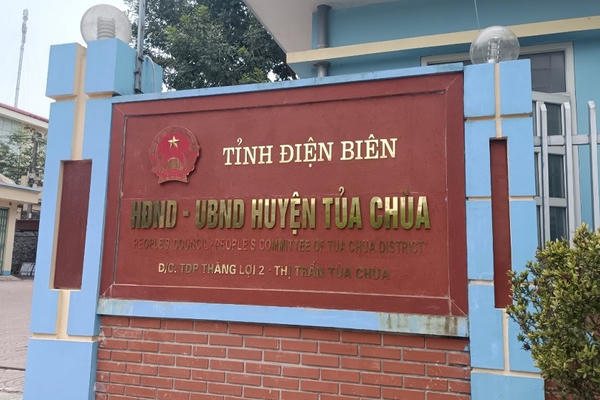 TỈNH ĐIỆN BIÊN
HĐND - UBND HUYỆN TỦA CHÙA
PEOPLE'S COUNCIL - PEOPLE'S COMMITTEE OF TUA CHUA DISTRICT
Đ/C: TDP THẮNG LỢI 2 - THỊ TRẤN TỦA CHÙA